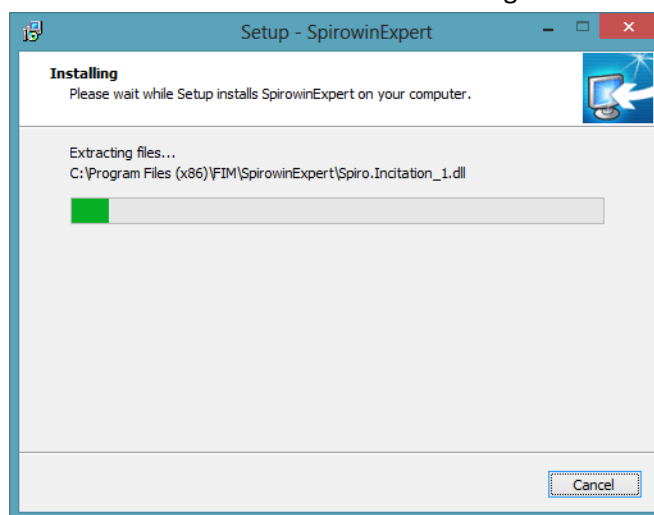 Setup - SpirowinExpert
Installing
Please wait while Setup installs SpirowinExpert on your computer.
Extracting files...
C:\Program Files (x86)\FIM\SpirowinExpert\Spiro.Incitation_1.dll
Cancel